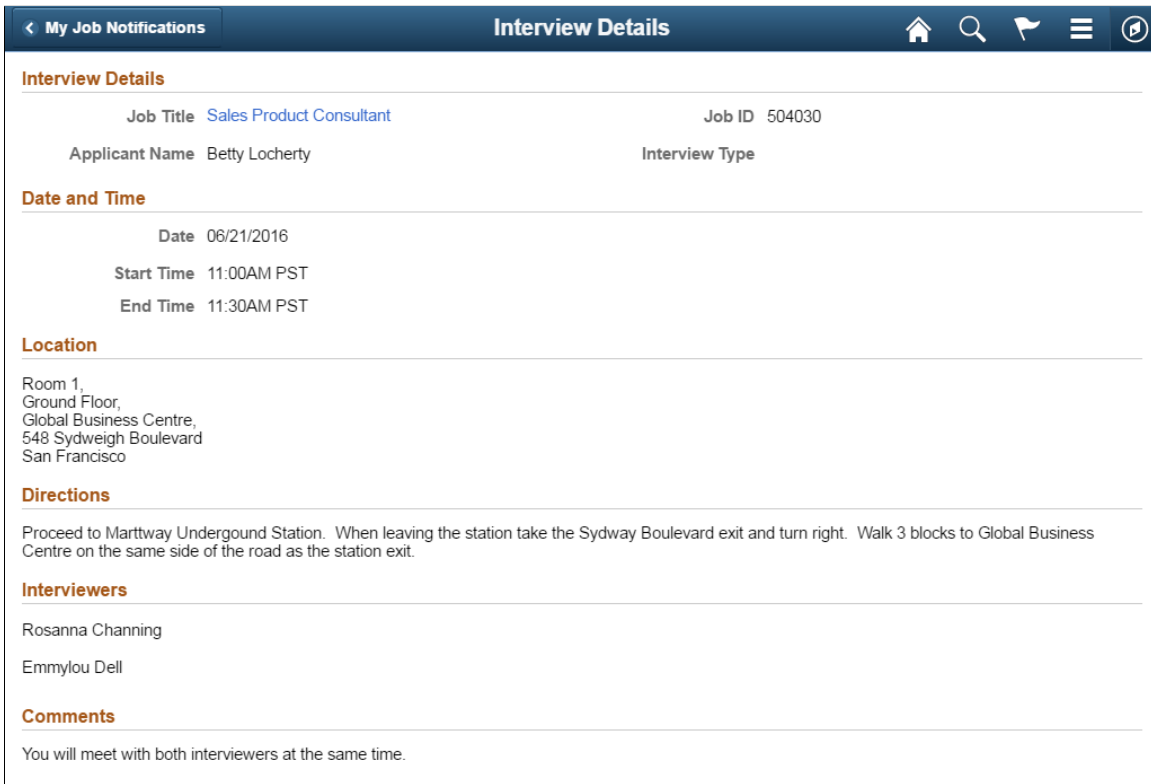 My Job Notifications
Interview Details
Interview Details
Job Title Sales Product Consultant Job ID 504030
Applicant Name Betty Locherty Interview Type
Date and Time
Date 06/21/2016
Start Time 11:00AM PST
End Time 11:30AM PST
Location
Room 1,
Ground Floor,
Global Business Centre,
548 Sydweigh Boulevard
San Francisco
Directions
Proceed to Marttway Undergound Station.  When leaving the station take the Sydway Boulevard exit and turn right.  Walk 3 blocks to Global Business
Centre on the same side of the road as the station exit.
Interviewers
Rosanna Channing
Emmylou Dell
Comments
You will meet with both interviewers at the same time.